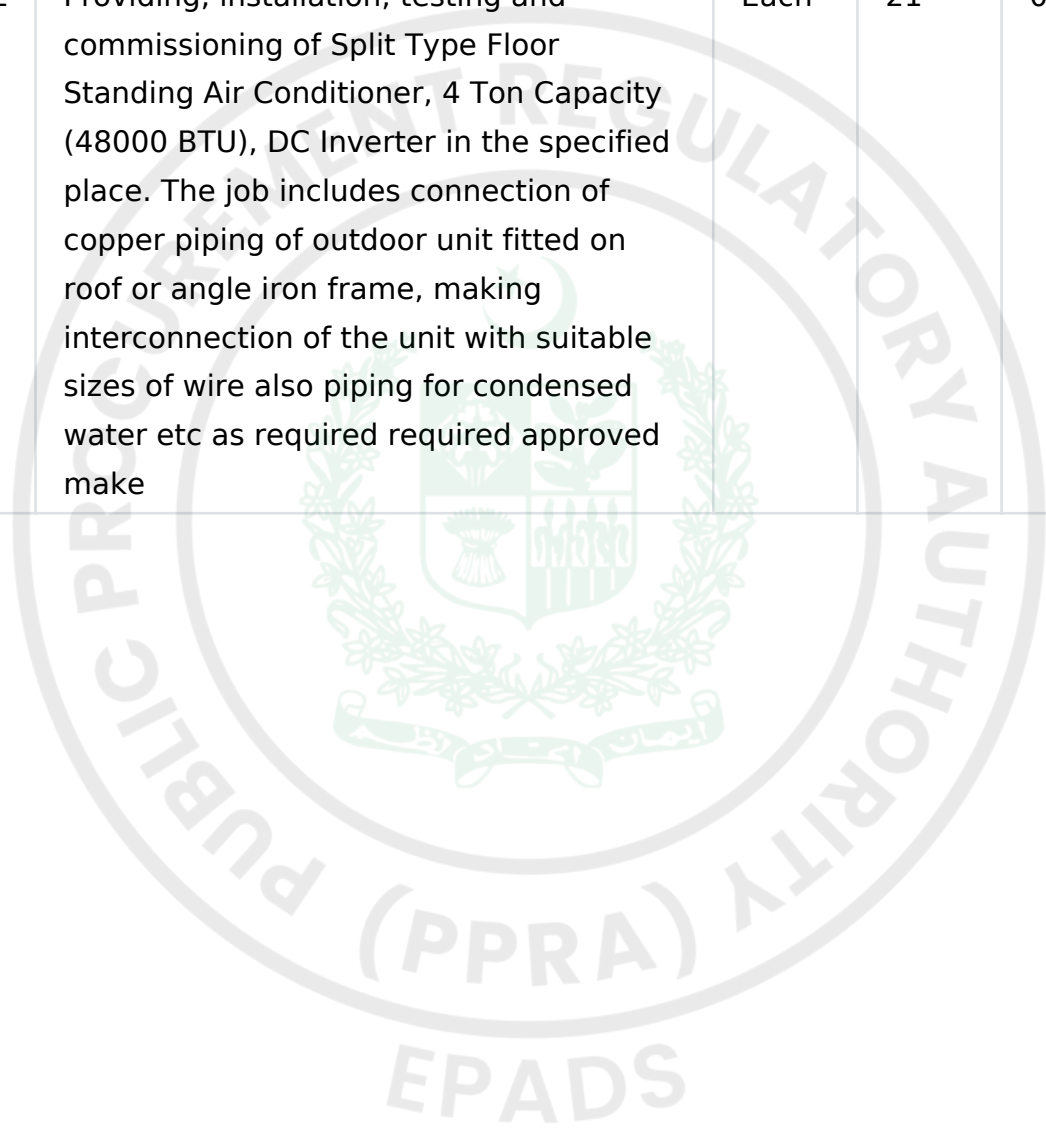 Providing, installation, testing and Each 21
commissioning of Split Type Floor
Standing Air Conditioner, 4 Ton Capacity
(48000 BTU), DC Inverter in the specified
place. The job includes connection of
copper piping of outdoor unit fitted on
roof or angle iron frame, making
interconnection of the unit with suitable
sizes of wire also piping for condensed
water etc as required required approved
make
PUBLIC PROCUREMENT REGULATORY AUTHORITY
(PPRA)
EPADS